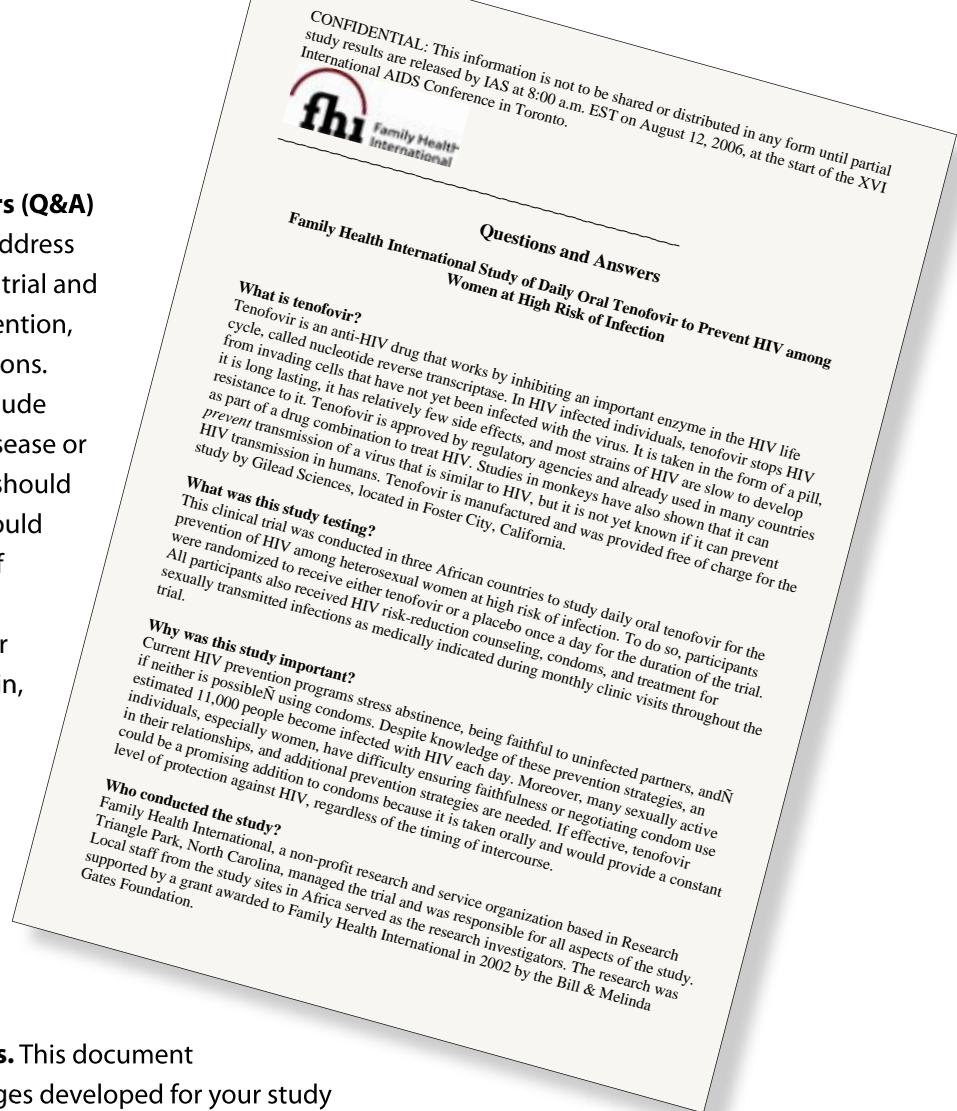 rs (Q&A)
ddress
trial and
ention,
ons.
ude
sease or
should
ould
f
r
in,
CONFIDENTIAL: This information is not to be shared or distributed in any form until partial
study results are released by IAS at 8:00 a.m. EST on August 12, 2006, at the start of the XVI
International AIDS Conference in Toronto.
fhi Family Health
International
Questions and Answers
Family Health International Study of Daily Oral Tenofovir to Prevent HIV among
Women at High Risk of Infection
What is tenofovir?
Tenofovir is an anti-HIV drug that works by inhibiting an important enzyme in the HIV life
cycle, called nucleotide reverse transcriptase. In HIV infected individuals, tenofovir stops HIV
from invading cells that have not yet been infected with the virus. It is taken in the form of a pill,
it is long lasting, it has relatively few side effects, and most strains of HIV are slow to develop
resistance to it. Tenofovir is approved by regulatory agencies and already used in many countries
as part of a drug combination to treat HIV. Studies in monkeys have also shown that it can
prevent transmission of a virus that is similar to HIV, but it is not yet known if it can prevent
HIV transmission in humans. Tenofovir is manufactured and was provided free of charge for the
study by Gilead Sciences, located in Foster City, California.
What was this study testing?
This clinical trial was conducted in three African countries to study daily oral tenofovir for the
prevention of HIV among heterosexual women at high risk of infection. To do so, participants
were randomized to receive either tenofovir or a placebo once a day for the duration of the trial.
All participants also received HIV risk-reduction counseling, condoms, and treatment for
sexually transmitted infections as medically indicated during monthly clinic visits throughout the
trial.
Why was this study important?
Current HIV prevention programs stress abstinence, being faithful to uninfected partners, andÑ
if neither is possibleÑ using condoms. Despite knowledge of these prevention strategies, an
estimated 11,000 people become infected with HIV each day. Moreover, many sexually active
individuals, especially women, have difficulty ensuring faithfulness or negotiating condom use
in their relationships, and additional prevention strategies are needed. If effective, tenofovir
could be a promising addition to condoms because it is taken orally and would provide a constant
level of protection against HIV, regardless of the timing of intercourse.
Who conducted the study?
Family Health International, a non-profit research and service organization based in Research
Triangle Park, North Carolina, managed the trial and was responsible for all aspects of the study.
Local staff from the study sites in Africa served as the research investigators. The research was
supported by a grant awarded to Family Health International in 2002 by the Bill & Melinda
Gates Foundation.
s. This document
ges developed for your study